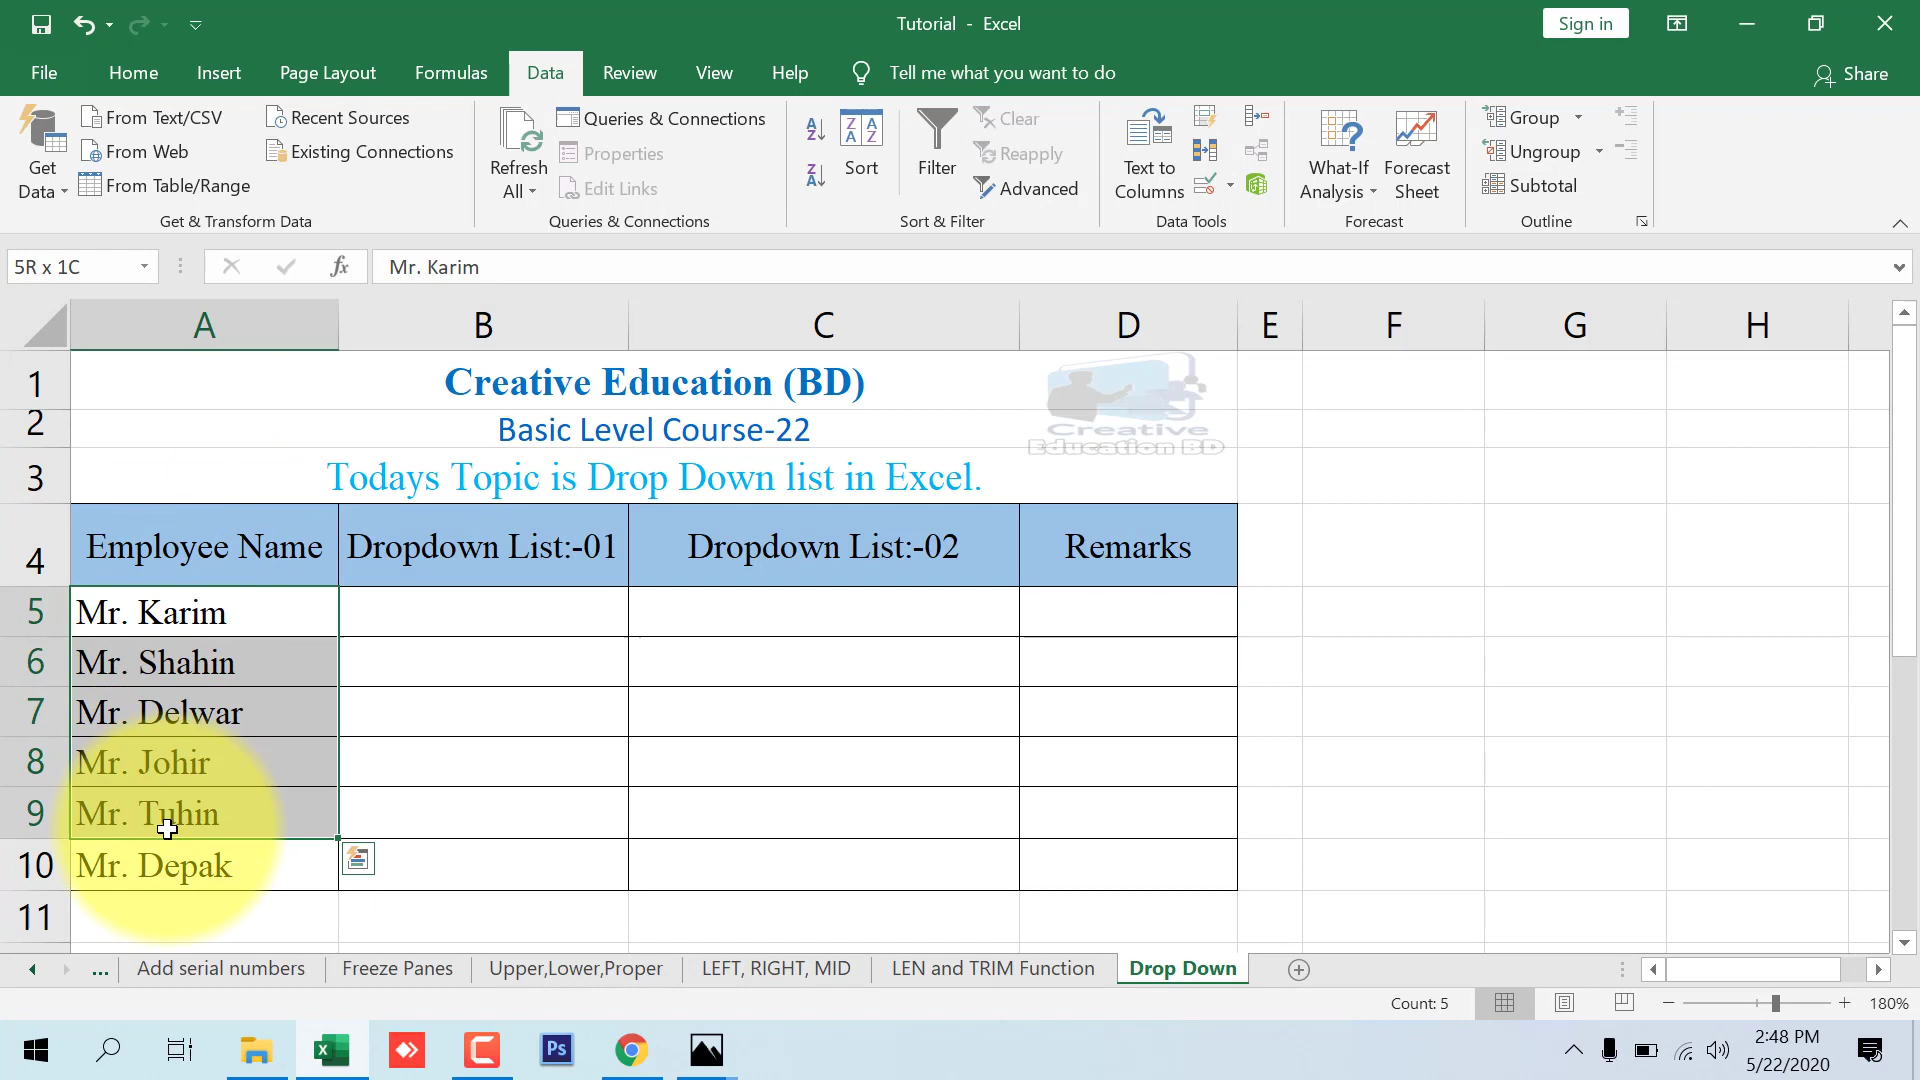 Tutorial - Excel
Sign in
File Home Insert Page Layout Formulas Data Review View Help Tell me what you want to do Share
Get Data
From Text/CSV
From Web
From Table/Range
Recent Sources
Existing Connections
Get & Transform Data
Refresh All
Queries & Connections
Properties
Edit Links
Queries & Connections
Sort
Filter
Clear
Reapply
Advanced
Sort & Filter
Text to Columns
Data Tools
What-If Analysis
Forecast Sheet
Forecast
Group
Ungroup
Subtotal
Outline
5R x 1C fx Mr. Karim
A B C D E F G H
1 Creative Education (BD)
Creative
Education BD
2 Basic Level Course-22
3 Todays Topic is Drop Down list in Excel.
4 Employee Name Dropdown List:-01 Dropdown List:-02 Remarks
5 Mr. Karim
6 Mr. Shahin
7 Mr. Delwar
8 Mr. Johir
9 Mr. Tuhin
10 Mr. Depak
11
... Add serial numbers Freeze Panes Upper,Lower,Proper LEFT, RIGHT, MID LEN and TRIM Function Drop Down
Count: 5 180%
Ps
2:48 PM
5/22/2020